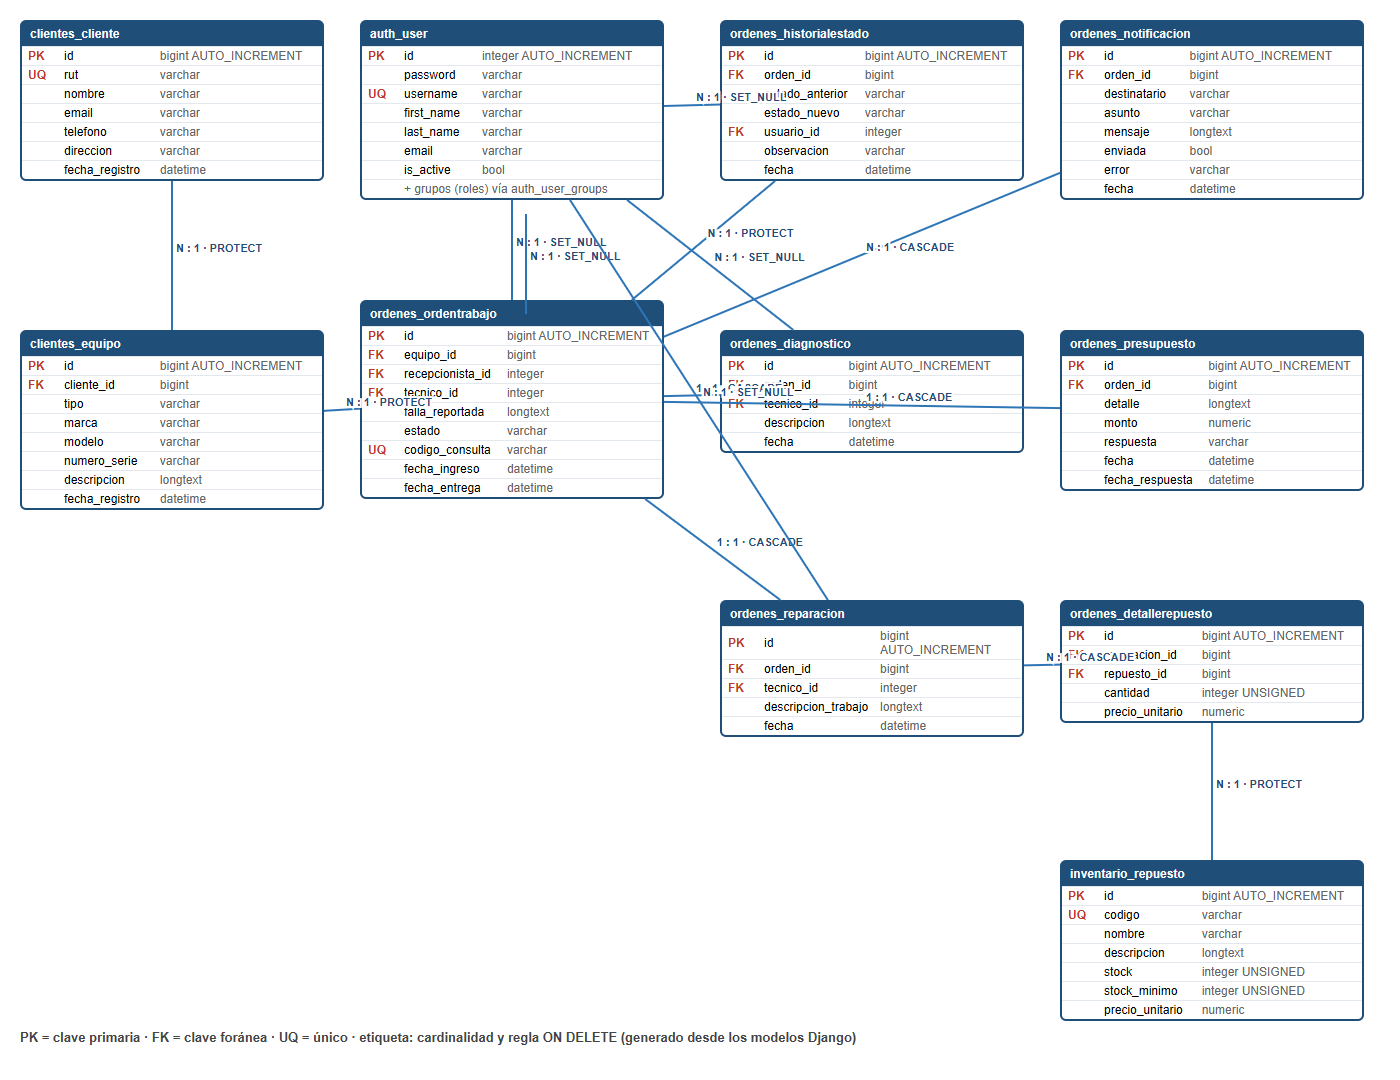 clientes_cliente
PK id bigint AUTO_INCREMENT
UQ rut varchar
nombre varchar
email varchar
telefono varchar
direccion varchar
fecha_registro datetime
auth_user
PK id integer AUTO_INCREMENT
password varchar
UQ username varchar
first_name varchar
last_name varchar
email varchar
is_active bool
+ grupos (roles) vía auth_user_groups
ordenes_historialestado
PK id bigint AUTO_INCREMENT
FK orden_id bigint
varchar
estado_nuevo varchar
FK usuario_id integer
observacion varchar
fecha datetime
ordenes_notificacion
PK id bigint AUTO_INCREMENT
FK orden_id bigint
destinatario varchar
asunto varchar
mensaje longtext
enviada bool
error varchar
fecha datetime
N : 1 · SET_NULL
N : 1 · PROTECT
N : 1 · SET_NULL
N : 1 · SET_NULL
N : 1 · PROTECT
N : 1 · SET_NULL
N : 1 · CASCADE
clientes_equipo
PK id bigint AUTO_INCREMENT
FK cliente_id bigint
tipo varchar
marca varchar
modelo varchar
numero_serie varchar
descripcion longtext
fecha_registro datetime
N : 1 · PROTECT
ordenes_ordentrabajo
PK id bigint AUTO_INCREMENT
FK equipo_id bigint
FK recepcionista_id integer
FK tecnico_id integer
falla_reportada longtext
estado varchar
UQ codigo_consulta varchar
fecha_ingreso datetime
fecha_entrega datetime
ordenes_diagnostico
PK id bigint AUTO_INCREMENT
bigint
FK tecnico_id integer
descripcion longtext
fecha datetime
N : 1 · SET_NULL
1 : 1 · CASCADE
ordenes_presupuesto
PK id bigint AUTO_INCREMENT
FK orden_id bigint
detalle longtext
monto numeric
respuesta varchar
fecha datetime
fecha_respuesta datetime
1 : 1 · CASCADE
ordenes_reparacion
PK id bigint
AUTO_INCREMENT
FK orden_id bigint
FK tecnico_id integer
descripcion_trabajo longtext
fecha datetime
N : 1 · CASCADE
ordenes_detallerepuesto
PK id bigint AUTO_INCREMENT
bigint
FK repuesto_id bigint
cantidad integer UNSIGNED
precio_unitario numeric
N : 1 · PROTECT
inventario_repuesto
PK id bigint AUTO_INCREMENT
UQ codigo varchar
nombre varchar
descripcion longtext
stock integer UNSIGNED
stock_minimo integer UNSIGNED
precio_unitario numeric
PK = clave primaria · FK = clave foránea · UQ = único · etiqueta: cardinalidad y regla ON DELETE (generado desde los modelos Django)